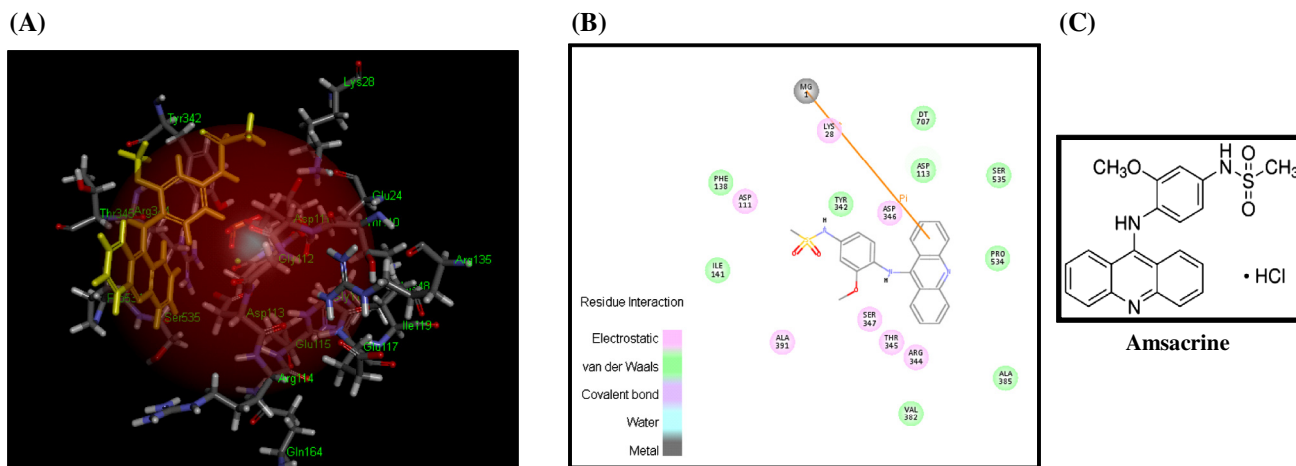 (A)
(B)
(C)
Lys28
Tyr342
Glu24
Arg135
Gly112
Ile119
Asp113
Ser535
Glu115
Glu117
Arg114
Gln164
MG
1
LYS
28
DT
707
ASP
113
SER
535
PHE
138
ASP
111
TYR
342
ASP
346
Pi
H
N
S
O
O
N
H
O
N
PRO
534
ILE
141
SER
347
THR
345
ARG
344
ALA
391
ALA
385
VAL
382
Residue Interaction
Electrostatic
van der Waals
Covalent bond
Water
Metal
H
N
O
S
CH₃
O
CH₃O
HN
N
• HCl
Amsacrine